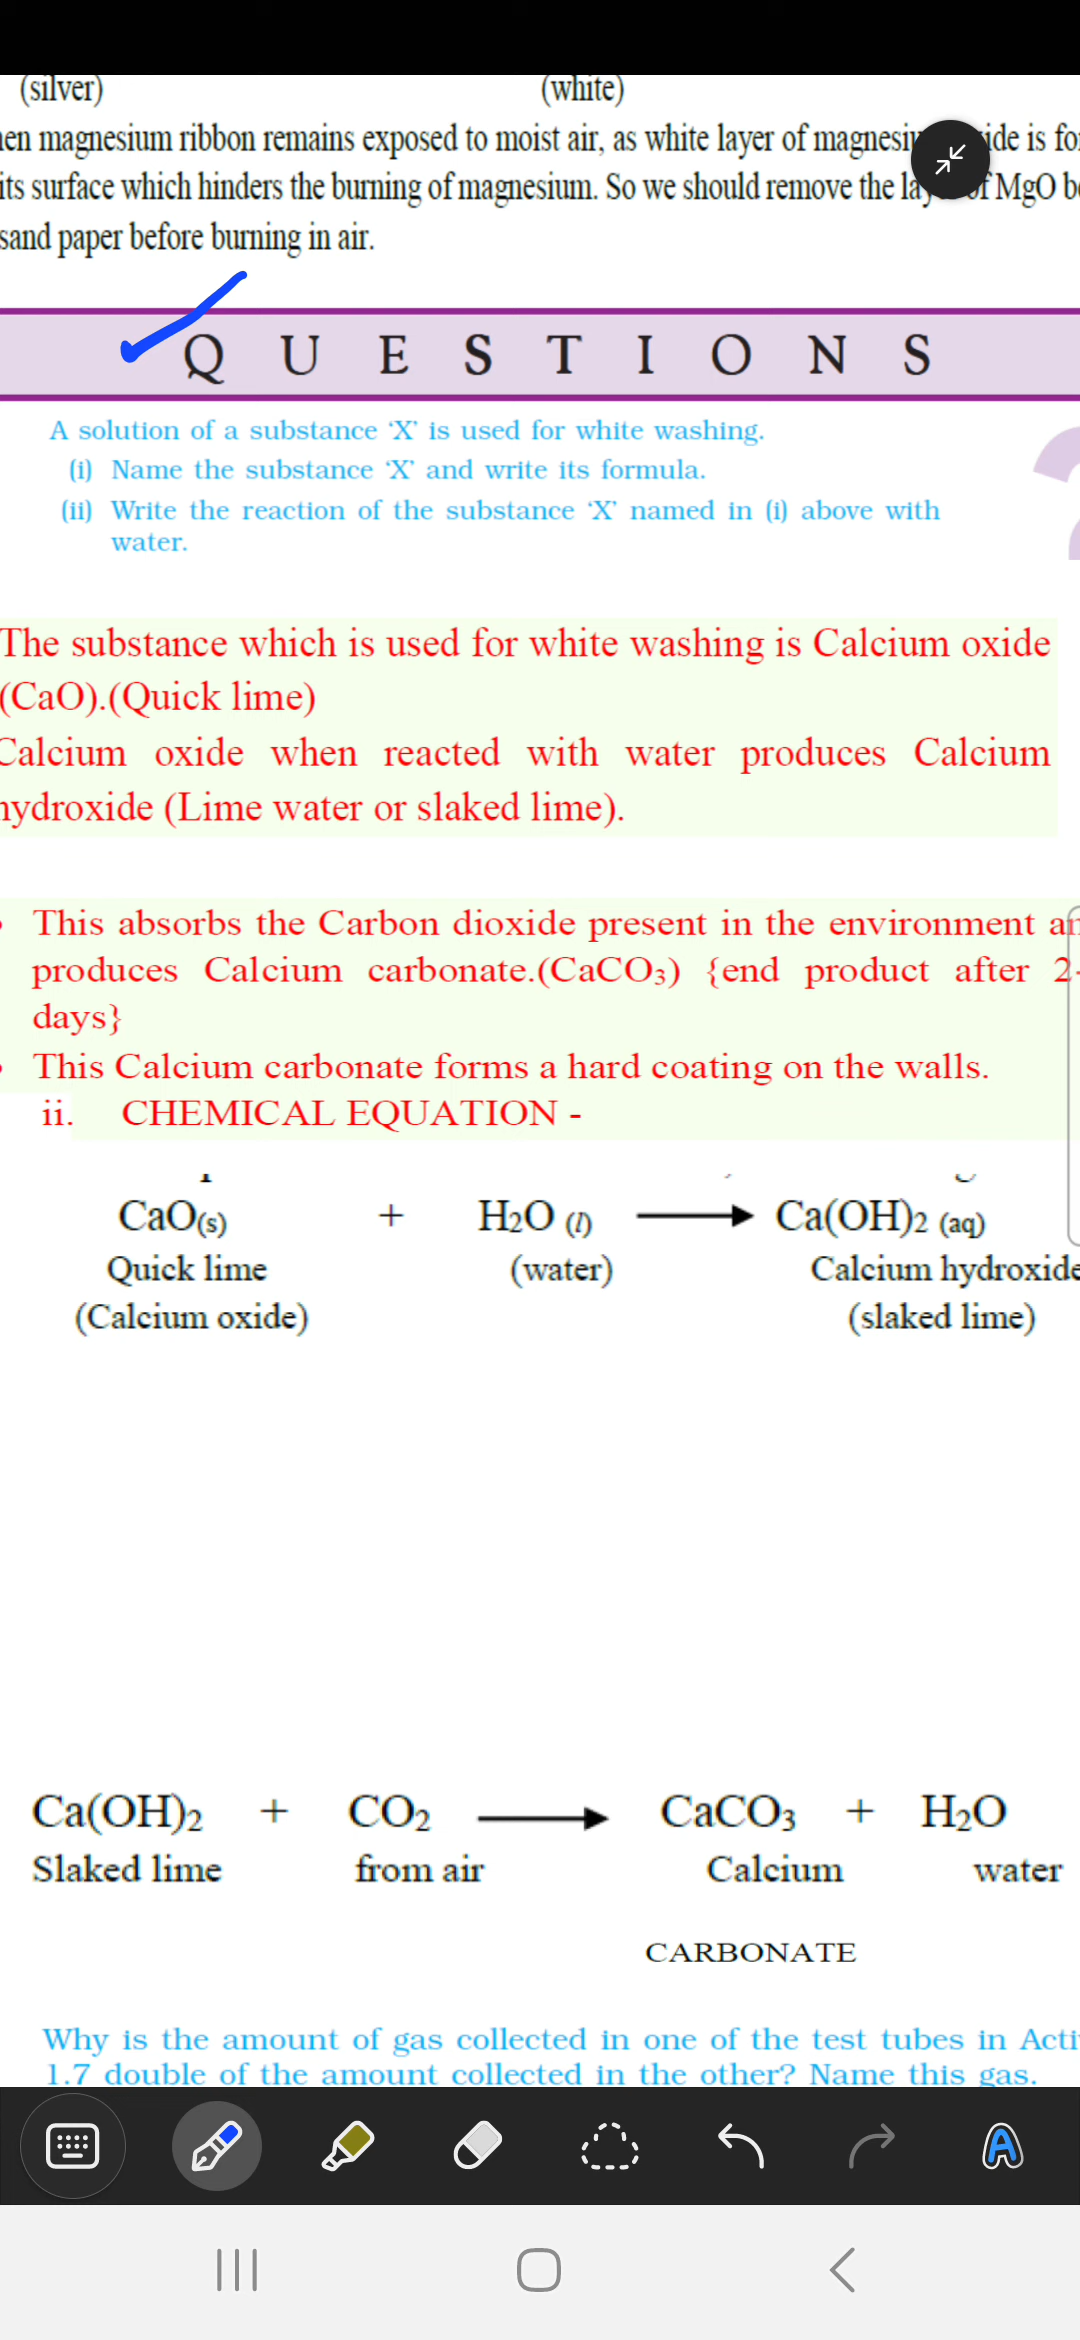 (silver) (white)
en magnesium ribbon remains exposed to moist air, as white layer of magnesi ide is fo
its surface which hinders the burning of magnesium. So we should remove the la of MgO b
sand paper before burning in air.
Q U E S T I O N S
A solution of a substance ‘X’ is used for white washing.
(i) Name the substance ‘X’ and write its formula.
(ii) Write the reaction of the substance ‘X’ named in (i) above with
water.
The substance which is used for white washing is Calcium oxide
(CaO).(Quick lime)
Calcium oxide when reacted with water produces Calcium
hydroxide (Lime water or slaked lime).
This absorbs the Carbon dioxide present in the environment an
produces Calcium carbonate.(CaCO₃) {end product after 2-
days}
This Calcium carbonate forms a hard coating on the walls.
ii. CHEMICAL EQUATION -
CaO(s) + H₂O (l) → Ca(OH)₂ (aq)
Quick lime (water) Calcium hydroxide
(Calcium oxide) (slaked lime)
Ca(OH)₂ + CO₂ → CaCO₃ + H₂O
Slaked lime from air Calcium water
CARBONATE
Why is the amount of gas collected in one of the test tubes in Acti
1.7 double of the amount collected in the other? Name this gas.
A